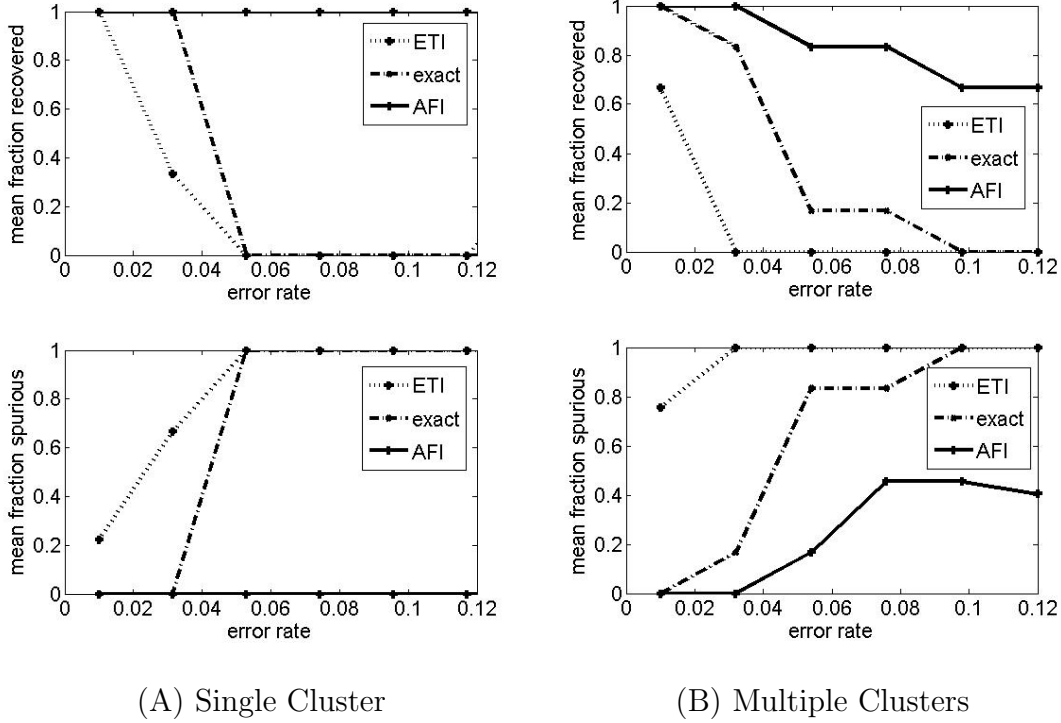 mean fraction recovered
1
0.8
0.6
0.4
0.2
0
0 0.02 0.04 0.06 0.08 0.1 0.12
error rate
ETI
exact
AFI
mean fraction recovered
1
0.8
0.6
0.4
0.2
0
0 0.02 0.04 0.06 0.08 0.1 0.12
error rate
ETI
exact
AFI
mean fraction spurious
1
0.8
0.6
0.4
0.2
0
0 0.02 0.04 0.06 0.08 0.1 0.12
error rate
ETI
exact
AFI
mean fraction spurious
1
0.8
0.6
0.4
0.2
0
0 0.02 0.04 0.06 0.08 0.1 0.12
error rate
ETI
exact
AFI
(A) Single Cluster
(B) Multiple Clusters